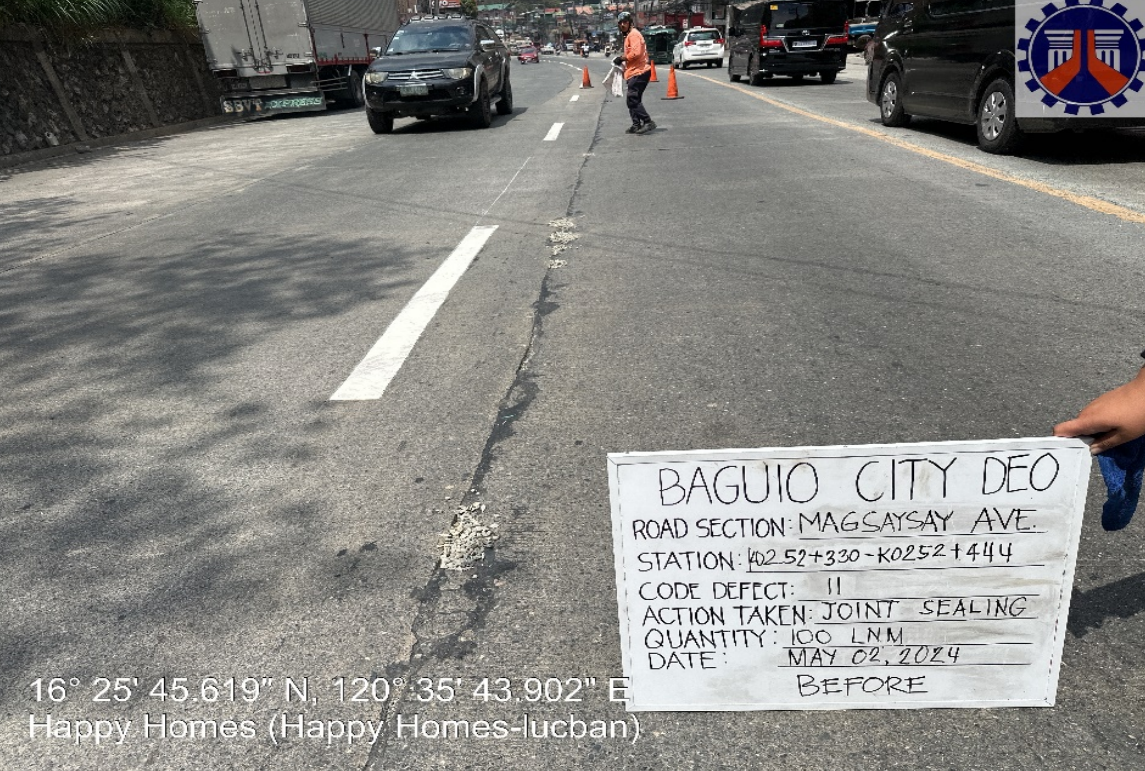 SSVT EXPRESS
BAGUIO CITY DEO
ROAD SECTION: MAGSAYSAY AVE.
STATION: K0252+330-K0252+444
CODE DEFECT: 11
ACTION TAKEN: JOINT SEALING
QUANTITY: 100 LNM
DATE: MAY 02, 2024
BEFORE
16° 25' 45.619" N, 120° 35' 43.902" E
Happy Homes (Happy Homes-lucban)